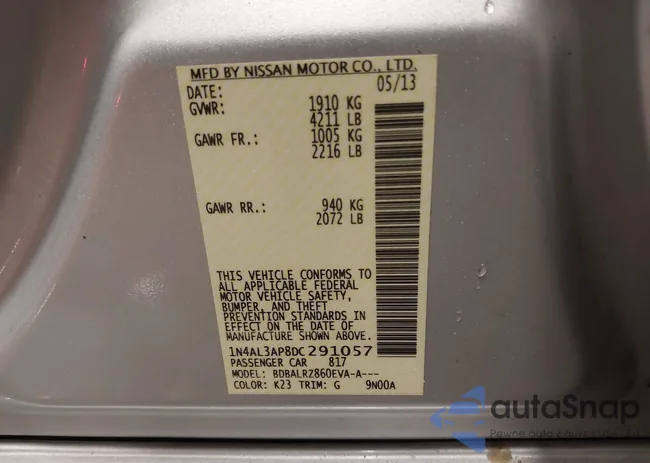 MFD BY NISSAN MOTOR CO., LTD.
DATE: 05/13
GVWR: 1910 KG
4211 LB
GAWR FR.: 1005 KG
2216 LB
GAWR RR.: 940 KG
2072 LB
THIS VEHICLE CONFORMS TO
ALL APPLICABLE FEDERAL
MOTOR VEHICLE SAFETY,
BUMPER, AND THEFT
PREVENTION STANDARDS IN
EFFECT ON THE DATE OF
MANUFACTURE SHOWN ABOVE.
1N4AL3AP8DC291057
PASSENGER CAR 817
MODEL: BDBALRZ860EVA-A---
COLOR: K23 TRIM: G 9N00A
autaSnap
Pewne auto z